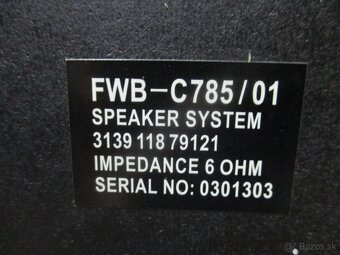 FWB-C785/01
SPEAKER SYSTEM
3139 118 79121
IMPEDANCE 6 OHM
SERIAL NO: 0301303
Bazos.sk